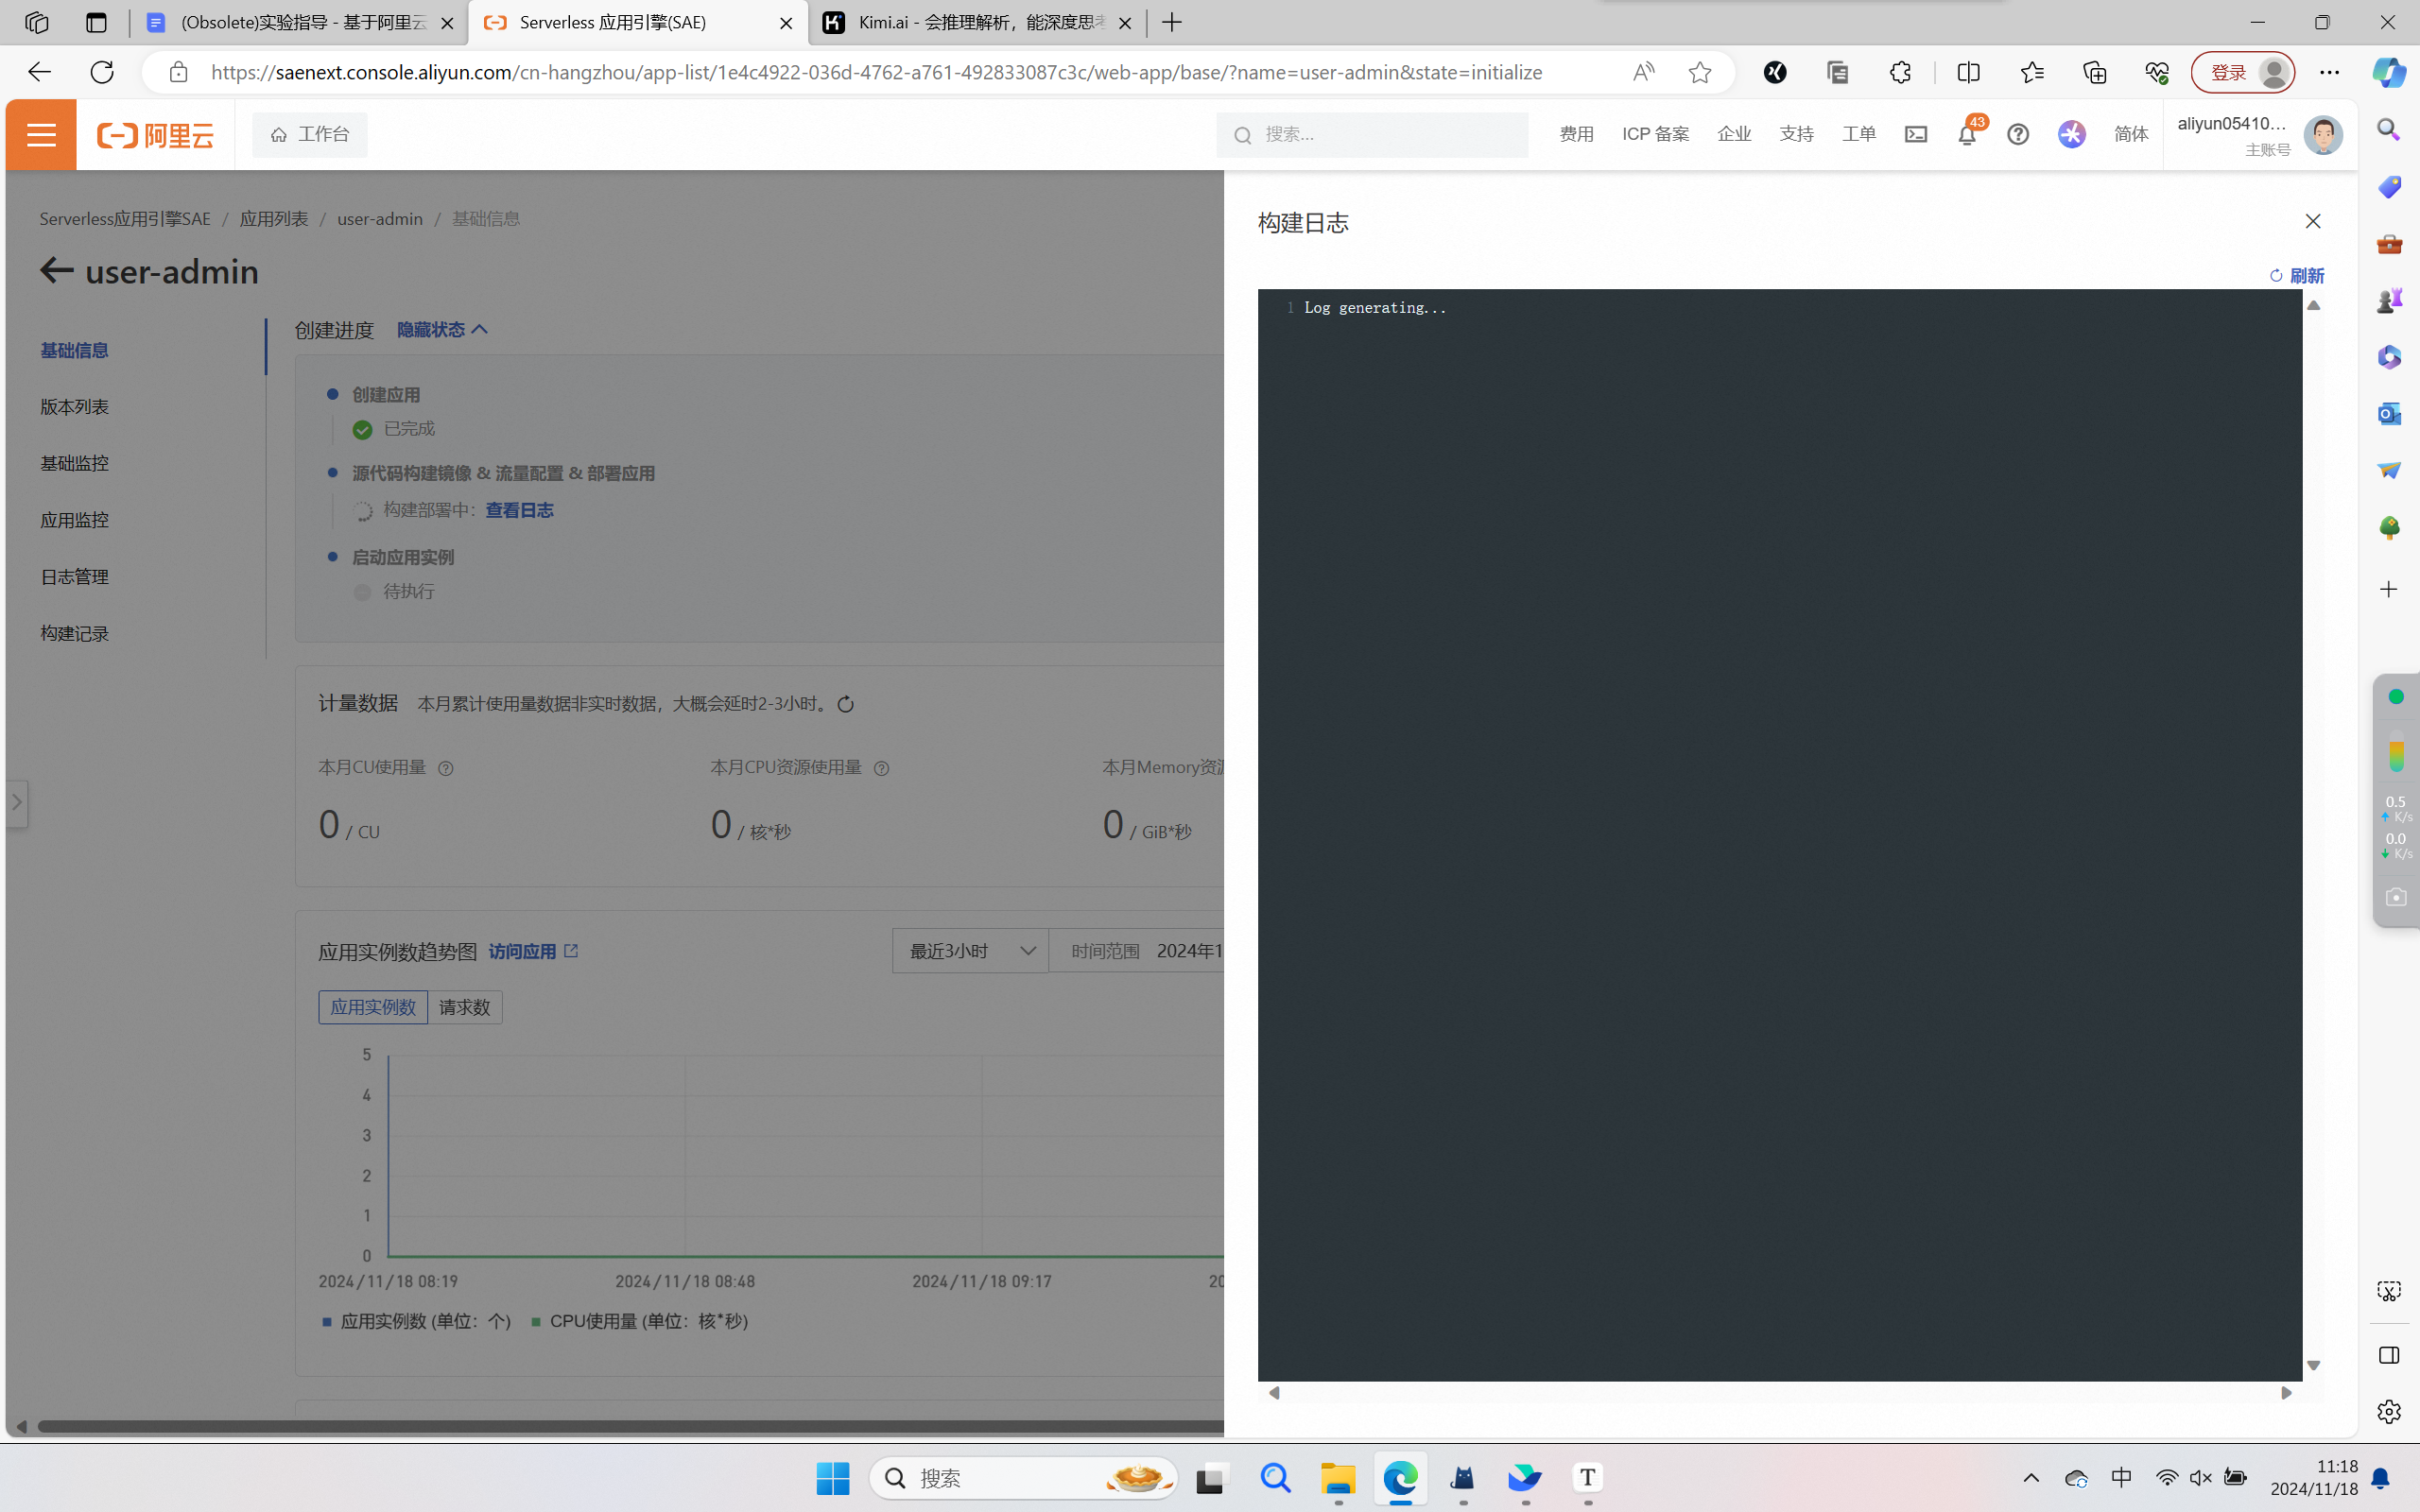 (Obsolete)实验指导 - 基于阿里云
Serverless 应用引擎(SAE)
Kimi.ai - 会推理解析，能深度思考
https://saenext.console.aliyun.com/cn-hangzhou/app-list/1e4c4922-036d-4762-a761-492833087c3c/web-app/base/?name=user-admin&state=initialize
登录
阿里云
工作台
搜索...
费用
ICP 备案
企业
支持
工单
43
简体
aliyun05410...
主账号
Serverless应用引擎SAE / 应用列表 / user-admin / 基础信息
user-admin
基础信息
版本列表
基础监控
应用监控
日志管理
构建记录
创建进度 隐藏状态
创建应用
已完成
源代码构建镜像 & 流量配置 & 部署应用
构建部署中： 查看日志
启动应用实例
待执行
计量数据 本月累计使用量数据非实时数据，大概会延时2-3小时。
本月CU使用量
本月CPU资源使用量
本月Memory资源
0 / CU
0 / 核*秒
0 / GiB*秒
应用实例数趋势图 访问应用
最近3小时
时间范围 2024年1
应用实例数
请求数
5
4
3
2
1
0
2024/11/18 08:19
2024/11/18 08:48
2024/11/18 09:17
20
应用实例数 (单位：个)
CPU使用量 (单位：核*秒)
构建日志
刷新
1 Log generating...
0.5
K/s
0.0
K/s
搜索
中
11:18
2024/11/18